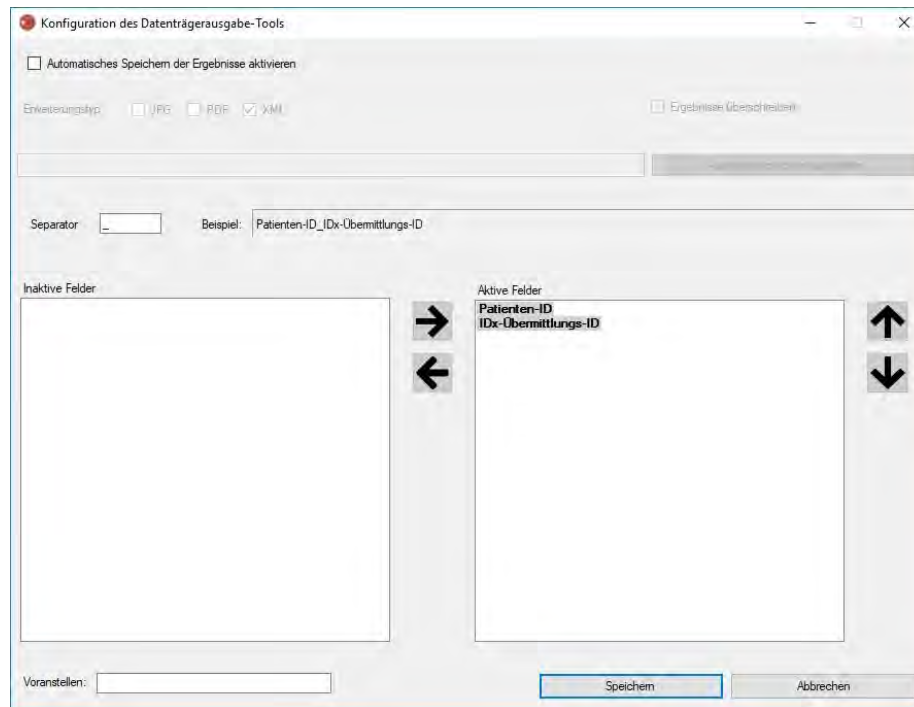 Konfiguration des Datenträgerausgabe-Tools
Automatisches Speichern der Ergebnisse aktivieren
Erweiterungstyp JPG PDF XML Ergebnisse überschreiben
Separator _ Beispiel: Patienten-ID_IDx-Übermittlungs-ID
Inaktive Felder
Aktive Felder
Patienten-ID
IDx-Übermittlungs-ID
Voranstellen:
Speichern
Abbrechen